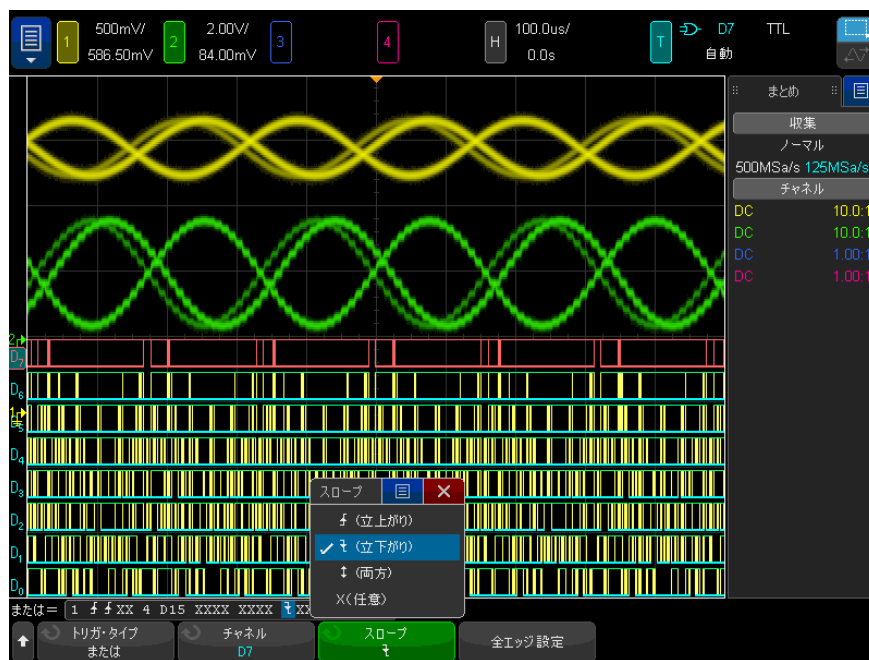 1 500mV/ 2 2.00V/ 3 4 H 100.0us/ T D7 TTL
586.50mV 84.00mV 0.0s 自動
まとめ
収集
ノーマル
500MSa/s 125MSa/s
チャネル
DC 10.0:1
DC 10.0:1
DC 1.00:1
DC 1.00:1
2
D7
D6
1
D5
D4
D3
D2
D1
D0
スロープ
(立上がり)
(立下がり)
(両方)
X(任意)
または= 1 XX 4 D15 XXXX XXXX XX
トリガ・タイプ チャネル スロープ 全エッジ設定
または D7